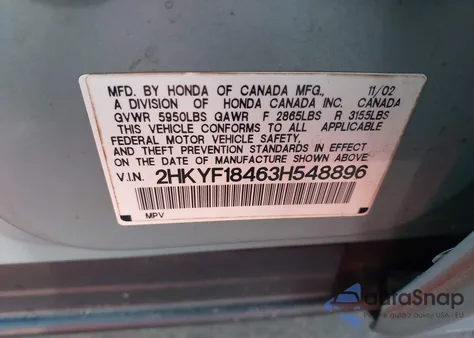 MFD. BY HONDA OF CANADA MFG., 11/02
A DIVISION OF HONDA CANADA INC. CANADA
GVWR 5950LBS GAWR F 2865LBS R 3155LBS
THIS VEHICLE CONFORMS TO ALL APPLICABLE
FEDERAL MOTOR VEHICLE SAFETY,
AND THEFT PREVENTION STANDARDS IN EFFECT
ON THE DATE OF MANUFACTURE SHOWN ABOVE.
V.I.N. 2HKYF18463H548896
MPV
autaSnap